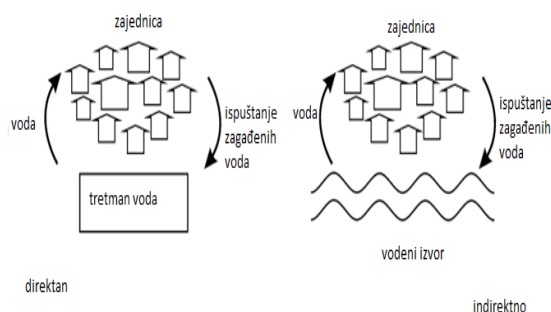 zajednica
voda
ispuštanje
zagađenih
voda
tretman voda
direktan
zajednica
voda
ispuštanje
zagađenih
voda
vodeni izvor
indirektno